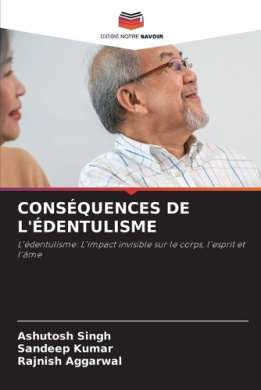 EDITIONS NOTRE SAVOIR
CONSÉQUENCES DE
L'ÉDENTULISME
L'édentulisme: L'impact invisible sur le corps, l'esprit et
l'âme
Ashutosh Singh
Sandeep Kumar
Rajnish Aggarwal